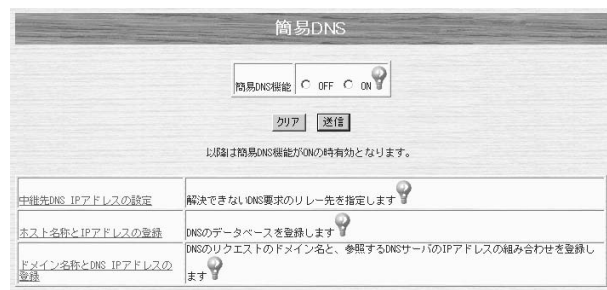 簡易DNS
簡易DNS機能 OFF ON
クリア 送信
以降は簡易DNS機能がONの時有効となります。
中継先DNS IPアドレスの設定 解決できないDNS要求のリレー先を指定します
ホスト名称とIPアドレスの登録 DNSのデータベースを登録します
ドメイン名称とDNS IPアドレスの
登録
DNSのリクエストのドメイン名と、参照するDNSサーバのIPアドレスの組み合わせを登録し
ます